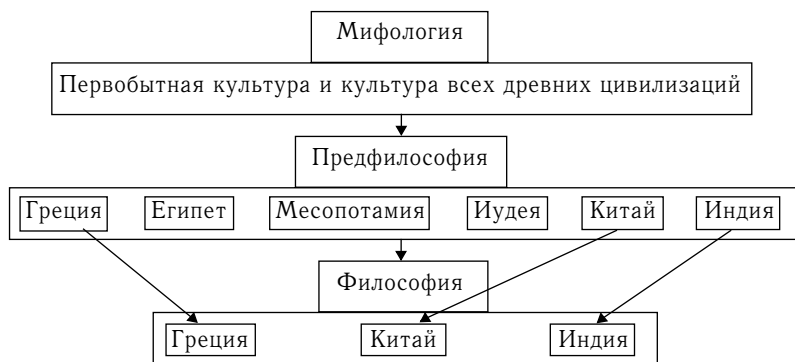 Мифология
Первобытная культура и культура всех древних цивилизаций
Предфилософия
Греция Египет Месопотамия Иудея Китай Индия
Философия
Греция Китай Индия